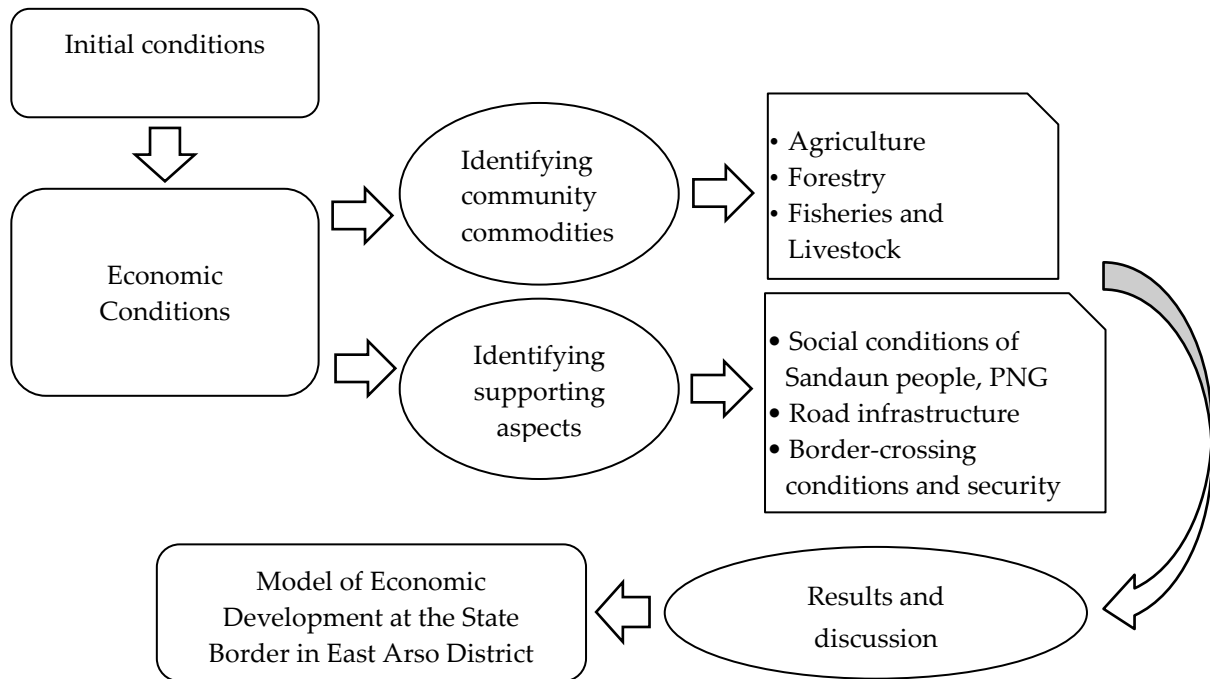 Initial conditions
Economic
Conditions
Identifying
community
commodities
• Agriculture
• Forestry
• Fisheries and
Livestock
Identifying
supporting
aspects
• Social conditions of
Sandaun people, PNG
• Road infrastructure
• Border-crossing
conditions and security
Results and
discussion
Model of Economic
Development at the State
Border in East Arso District